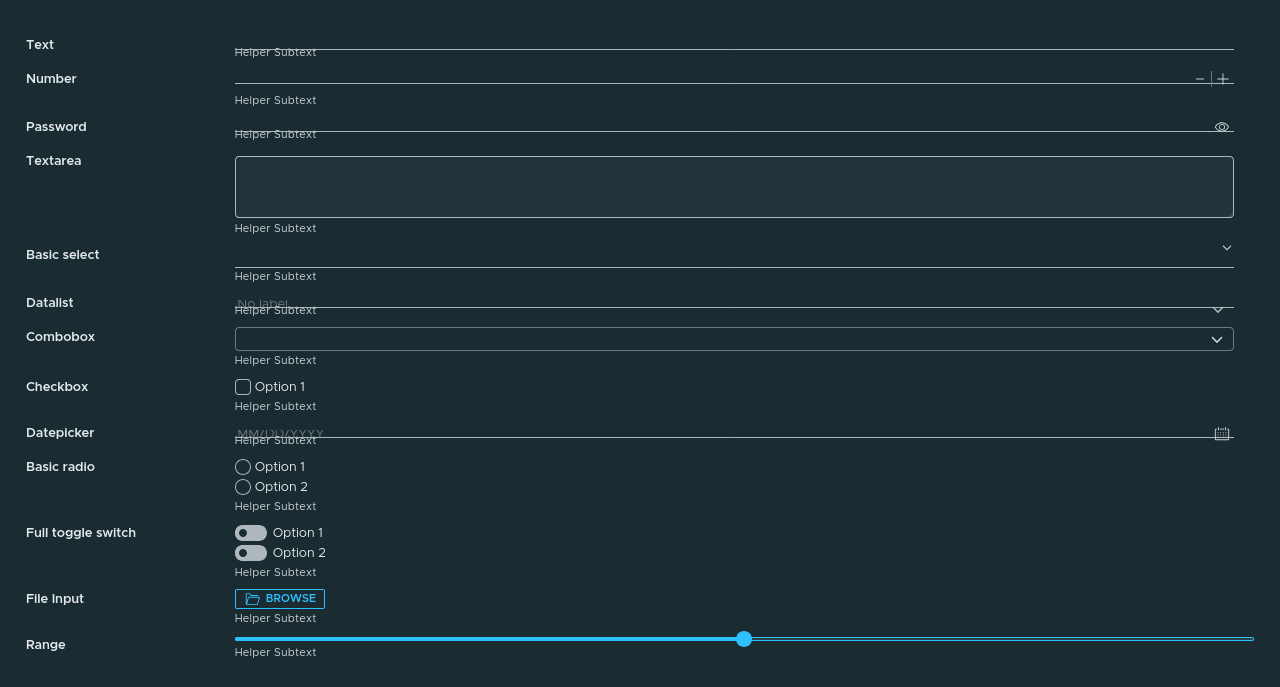 Text
Helper Subtext
Number
Helper Subtext
Password
Helper Subtext
Textarea
Helper Subtext
Basic select
Helper Subtext
Datalist
No label
Helper Subtext
Combobox
Helper Subtext
Checkbox
Option 1
Helper Subtext
Datepicker
MM/DD/YYYY
Helper Subtext
Basic radio
Option 1
Option 2
Helper Subtext
Full toggle switch
Option 1
Option 2
Helper Subtext
File Input
BROWSE
Helper Subtext
Range
Helper Subtext